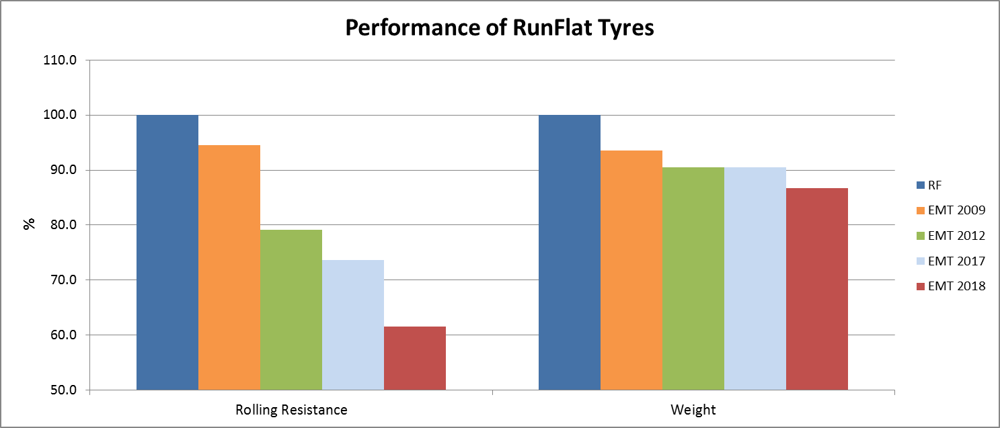 Performance of RunFlat Tyres
110.0
100.0
90.0
80.0
70.0
60.0
50.0
%
Rolling Resistance
Weight
RF
EMT 2009
EMT 2012
EMT 2017
EMT 2018